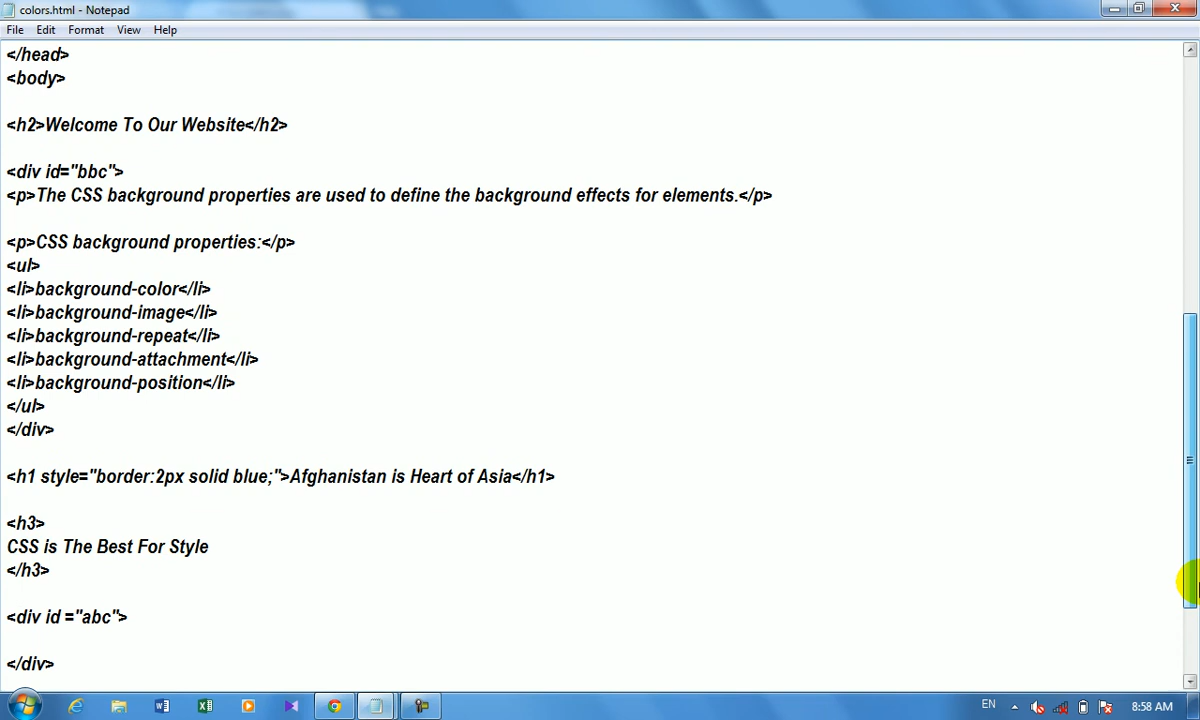 colors.html - Notepad
File Edit Format View Help
</head>
<body>
<h2>Welcome To Our Website</h2>
<div id="bbc">
<p>The CSS background properties are used to define the background effects for elements.</p>
<p>CSS background properties:</p>
<ul>
<li>background-color</li>
<li>background-image</li>
<li>background-repeat</li>
<li>background-attachment</li>
<li>background-position</li>
</ul>
</div>
<h1 style="border:2px solid blue;">Afghanistan is Heart of Asia</h1>
<h3>
CSS is The Best For Style
</h3>
<div id ="abc">
</div>
EN 8:58 AM